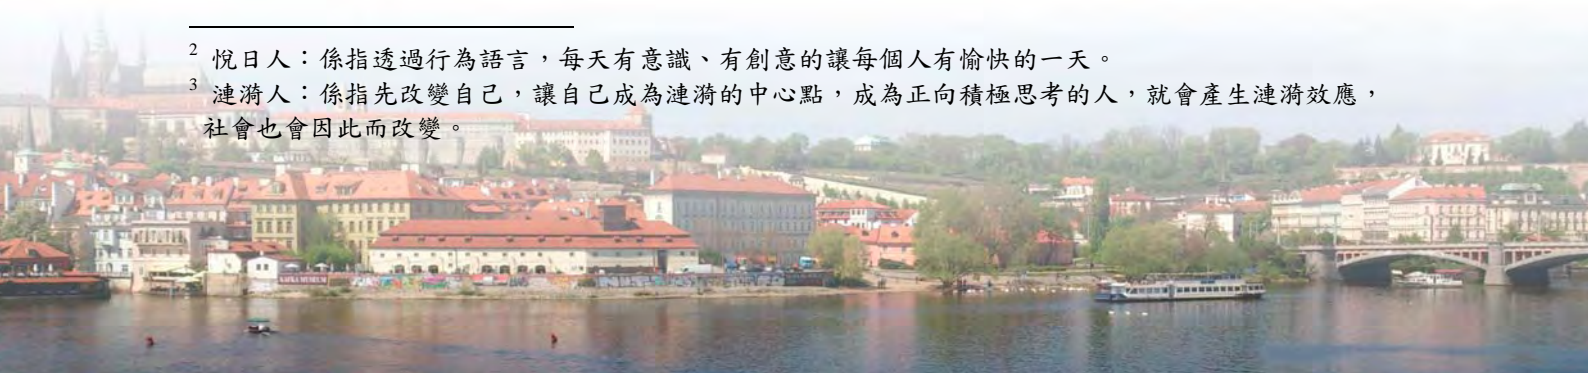 2 悅日人：係指透過行為語言，每天有意識、有創意的讓每個人有愉快的一天。
3 漣漪人：係指先改變自己，讓自己成為漣漪的中心點，成為正向積極思考的人，就會產生漣漪效應，
社會也會因此而改變。
KAFKA MUSEUM